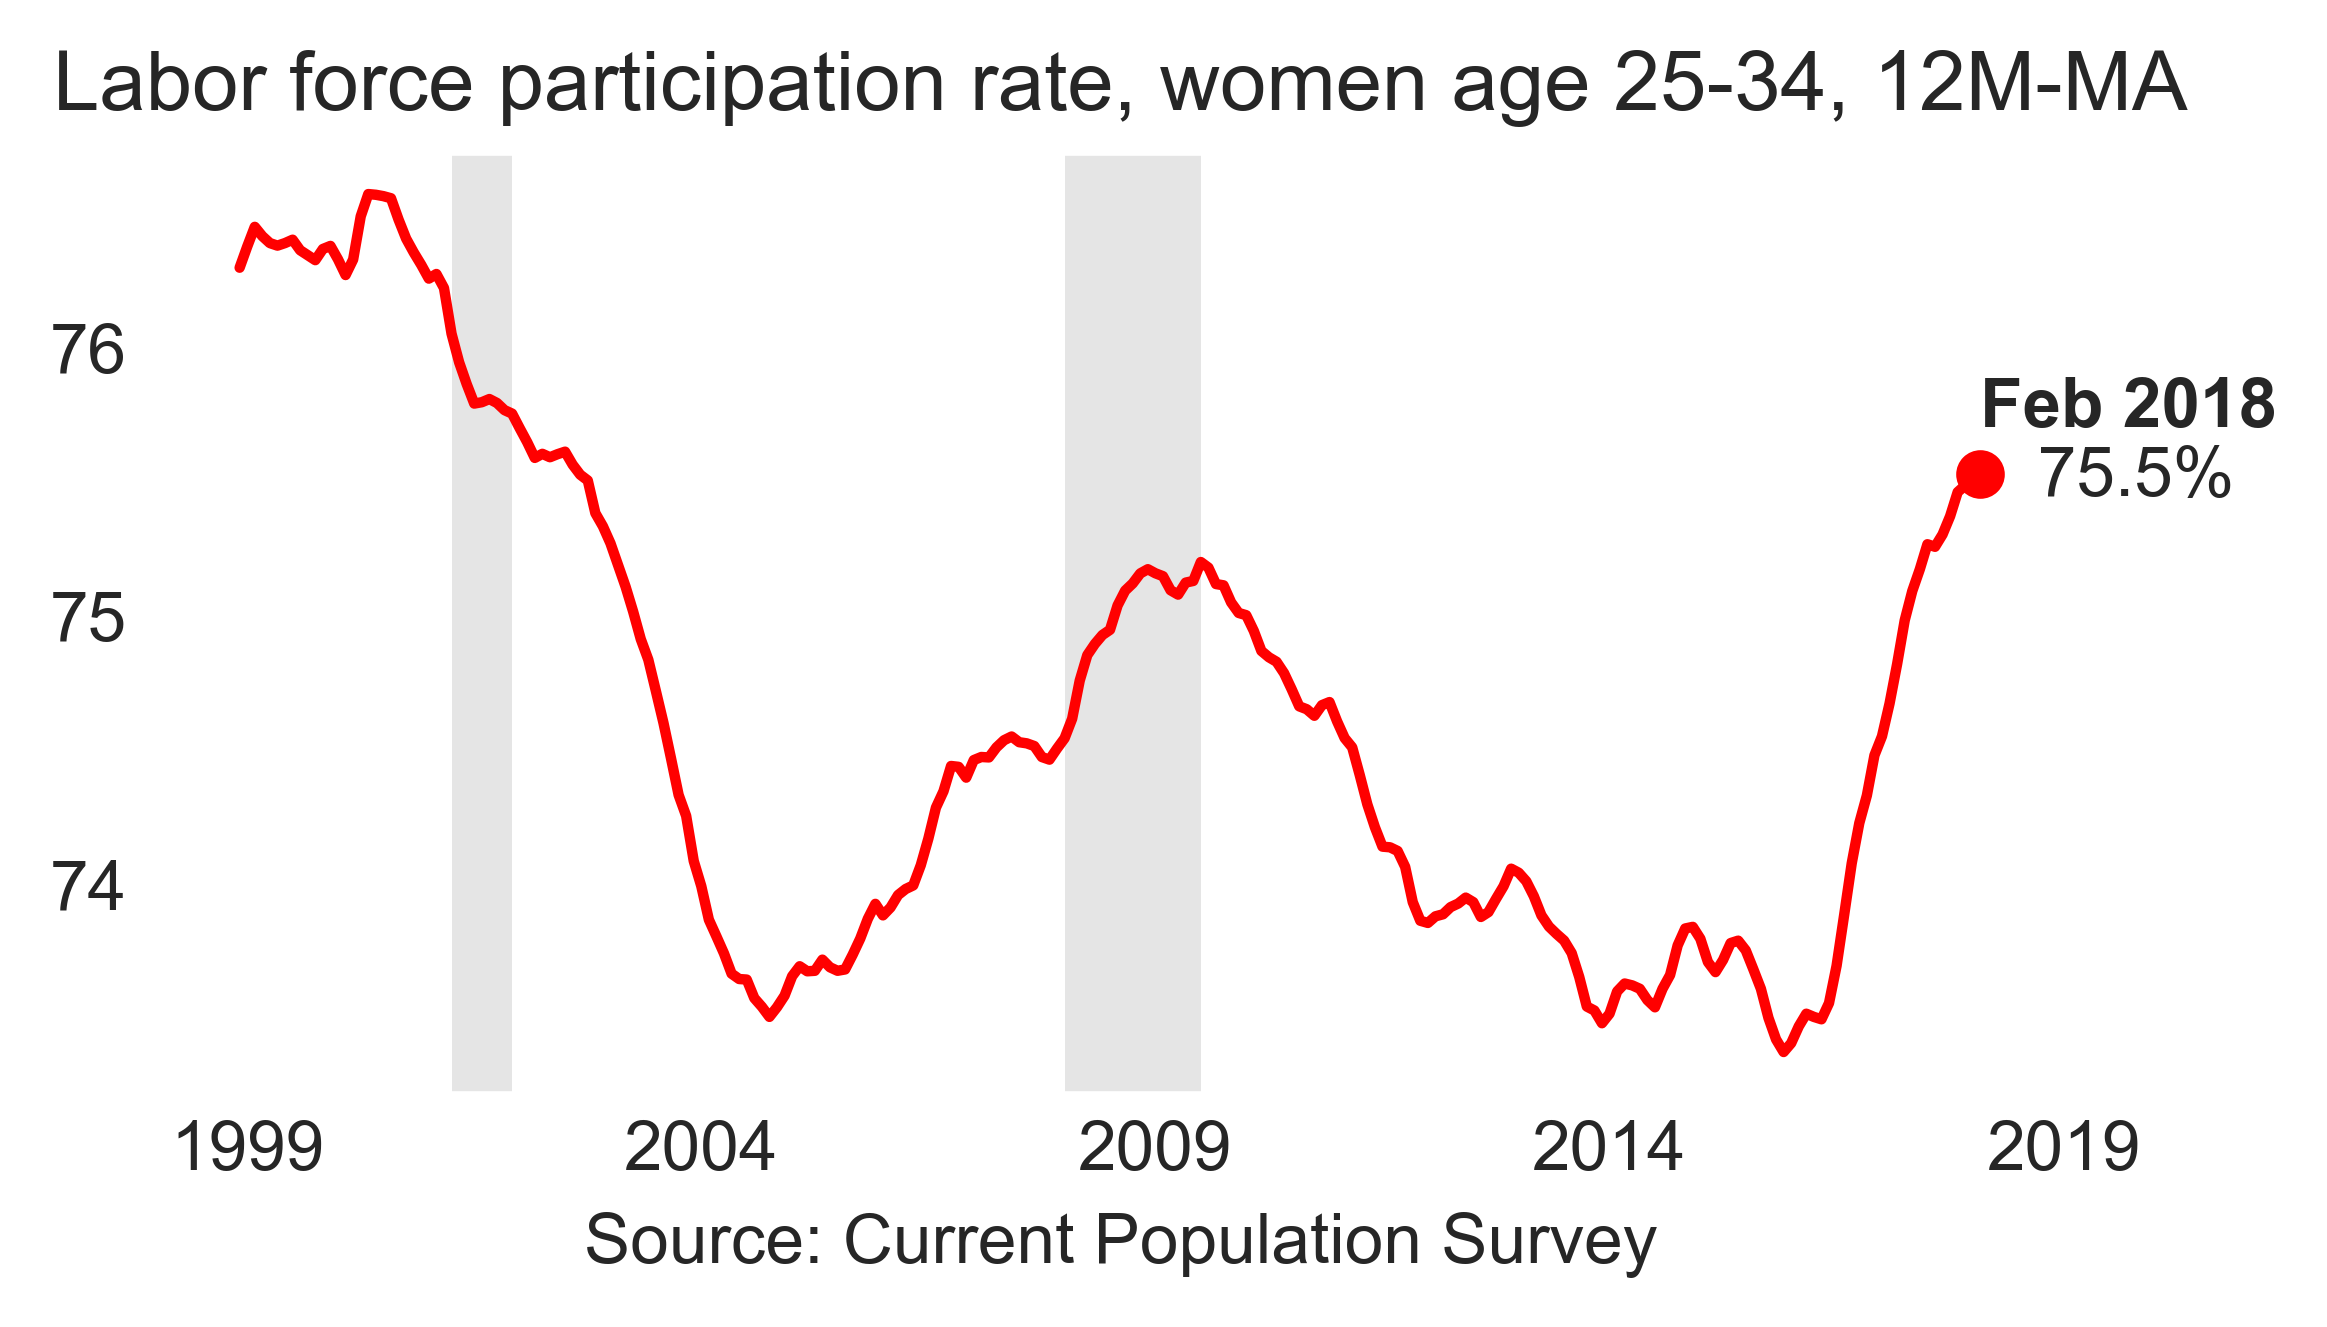 Labor force participation rate, women age 25-34, 12M-MA
76
Feb 2018
75.5%
75
74
1999 2004 2009 2014 2019
Source: Current Population Survey